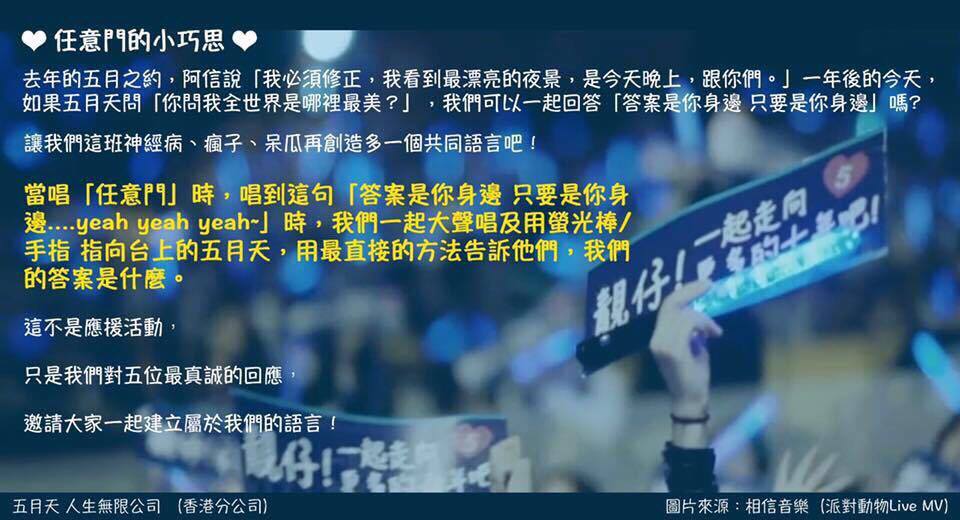 ❤ 任意門的小巧思 ❤
去年的五月之約，阿信說「我必須修正，我看到最漂亮的夜景，是今天晚上，跟你們。」一年後的今天，
如果五月天問「你問我全世界是哪裡最美？」，我們可以一起回答「答案是你身邊 只要是你身邊」嗎?
讓我們這班神經病、瘋子、呆瓜再創造多一個共同語言吧！
當唱「任意門」時，唱到這句「答案是你身邊 只要是你身
邊....yeah yeah yeah~」時，我們一起大聲唱及用螢光棒/
手指 指向台上的五月天，用最直接的方法告訴他們，我們
的答案是什麼。
這不是應援活動，
只是我們對五位最真誠的回應，
邀請大家一起建立屬於我們的語言！
5
靚仔! 一起走向
更多的十年吧!
靚仔! 一起走向
五月天 人生無限公司 （香港分公司）
圖片來源：相信音樂 (派對動物Live MV)